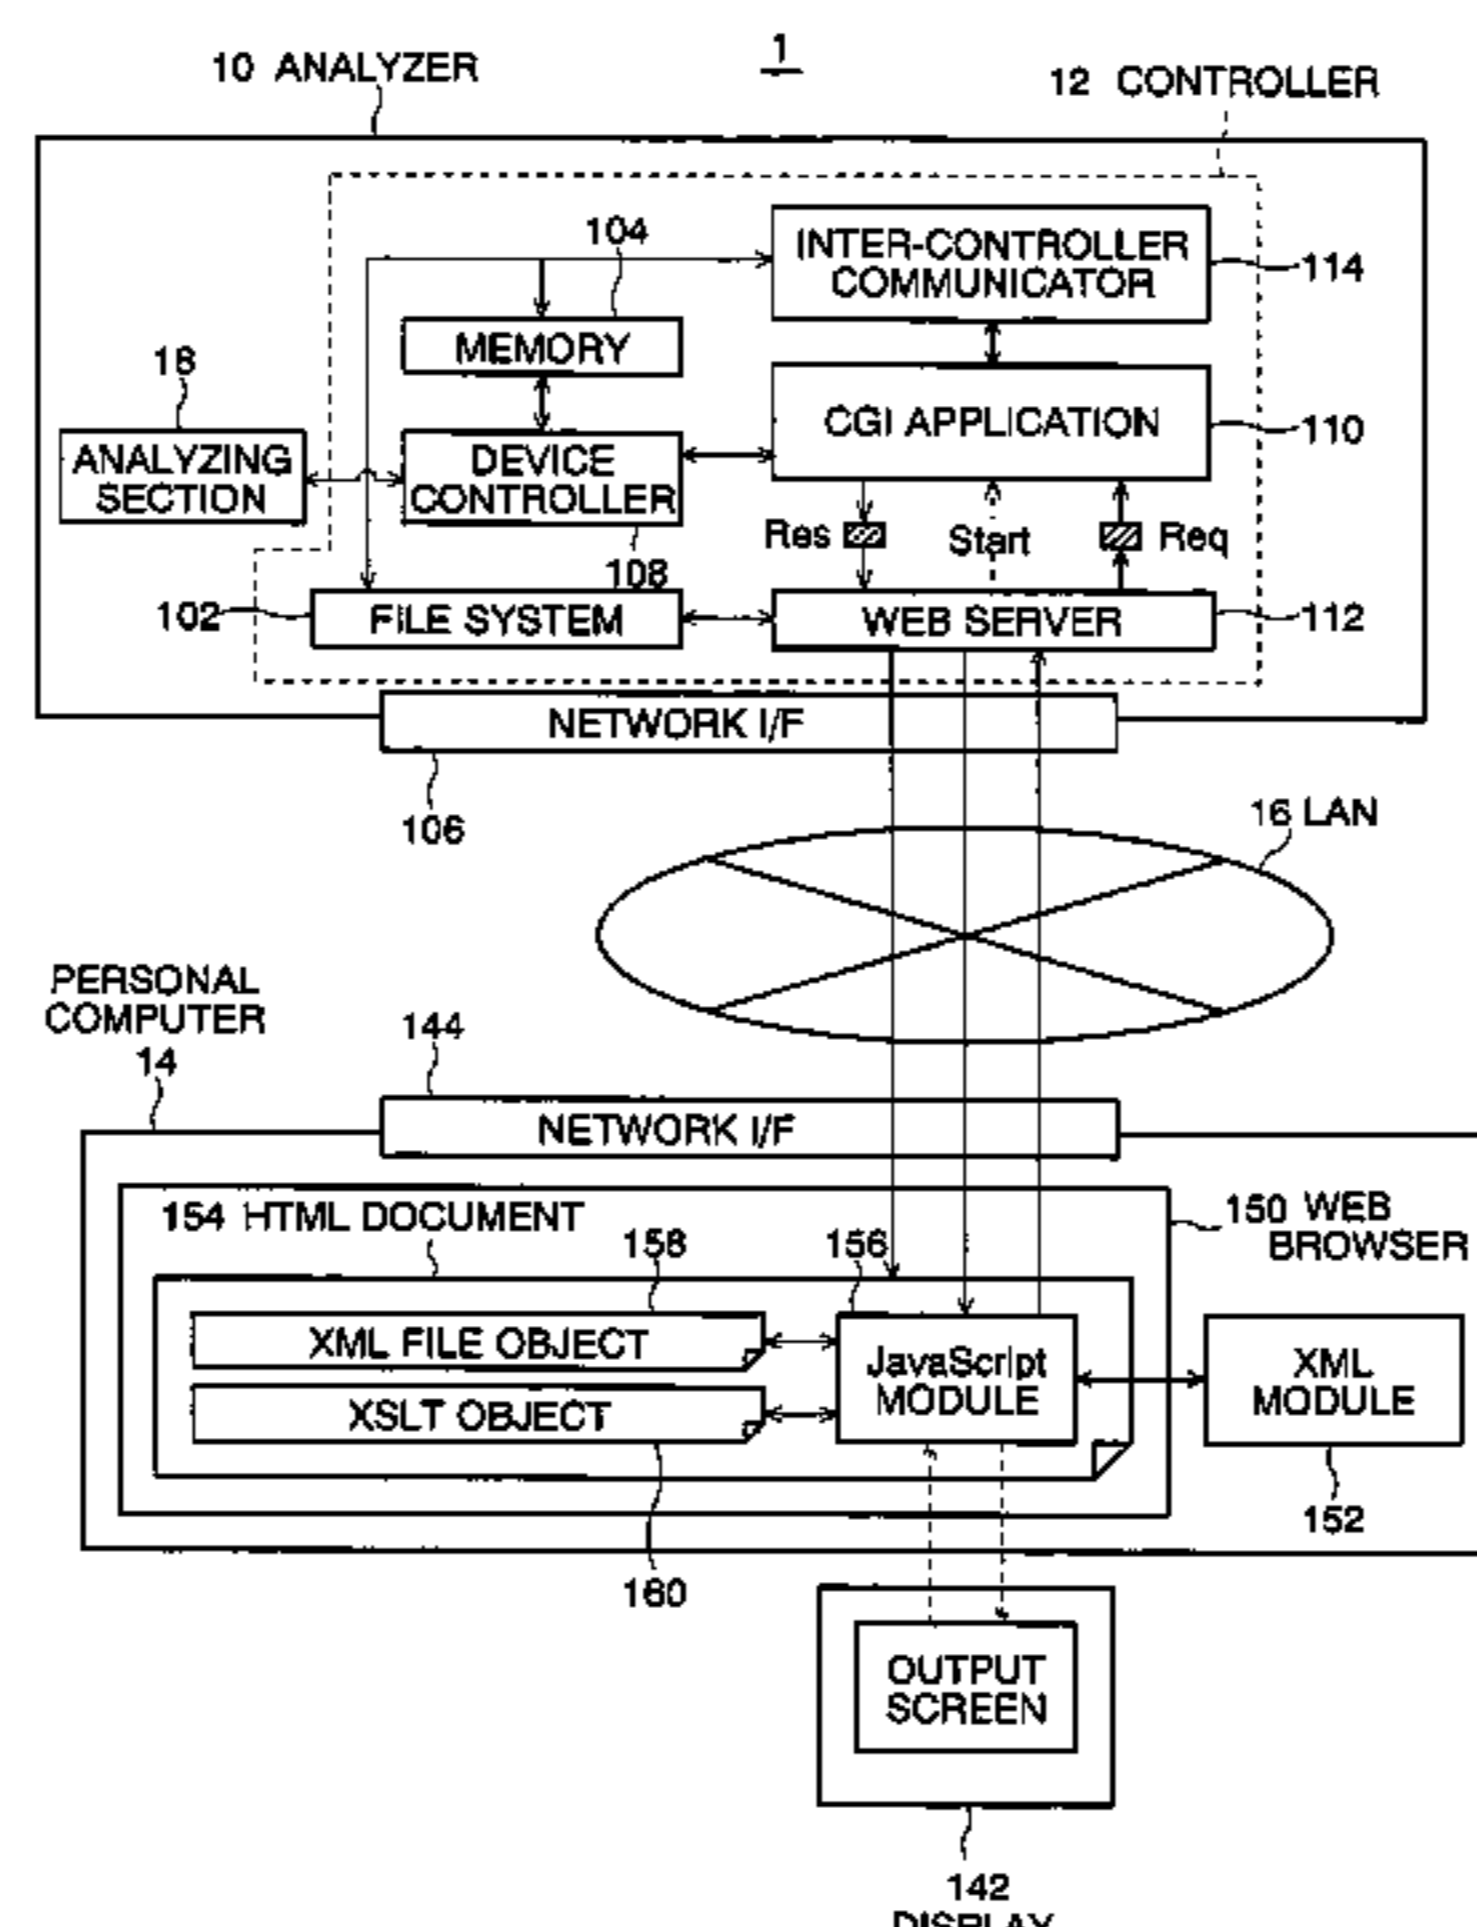 1
10 ANALYZER
12 CONTROLLER
104
INTER-CONTROLLER
COMMUNICATOR
114
MEMORY
18
CGI APPLICATION
110
ANALYZING
SECTION
DEVICE
CONTROLLER
Res
Start
Req
108
102
FILE SYSTEM
WEB SERVER
112
NETWORK I/F
106
16 LAN
PERSONAL
COMPUTER
14
144
NETWORK I/F
154 HTML DOCUMENT
150 WEB
BROWSER
158
156
XML FILE OBJECT
JavaScript
MODULE
XML
MODULE
XSLT OBJECT
152
160
OUTPUT
SCREEN
142
DISPLAY